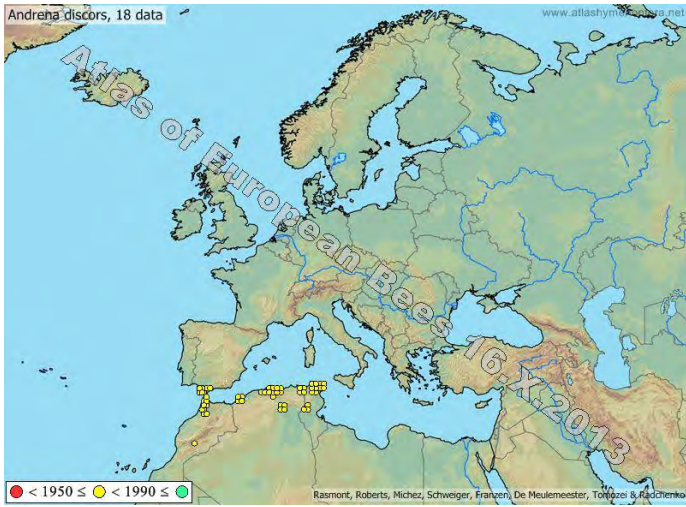 Andrena discors, 18 data
www.atlashymenoptera.net
Atlas of European Bees 16.X.2013
< 1950 ≤ < 1990 ≤
Rasmont, Roberts, Michez, Schweiger, Franzen, De Meulemeester, Tomozei & Radchenko